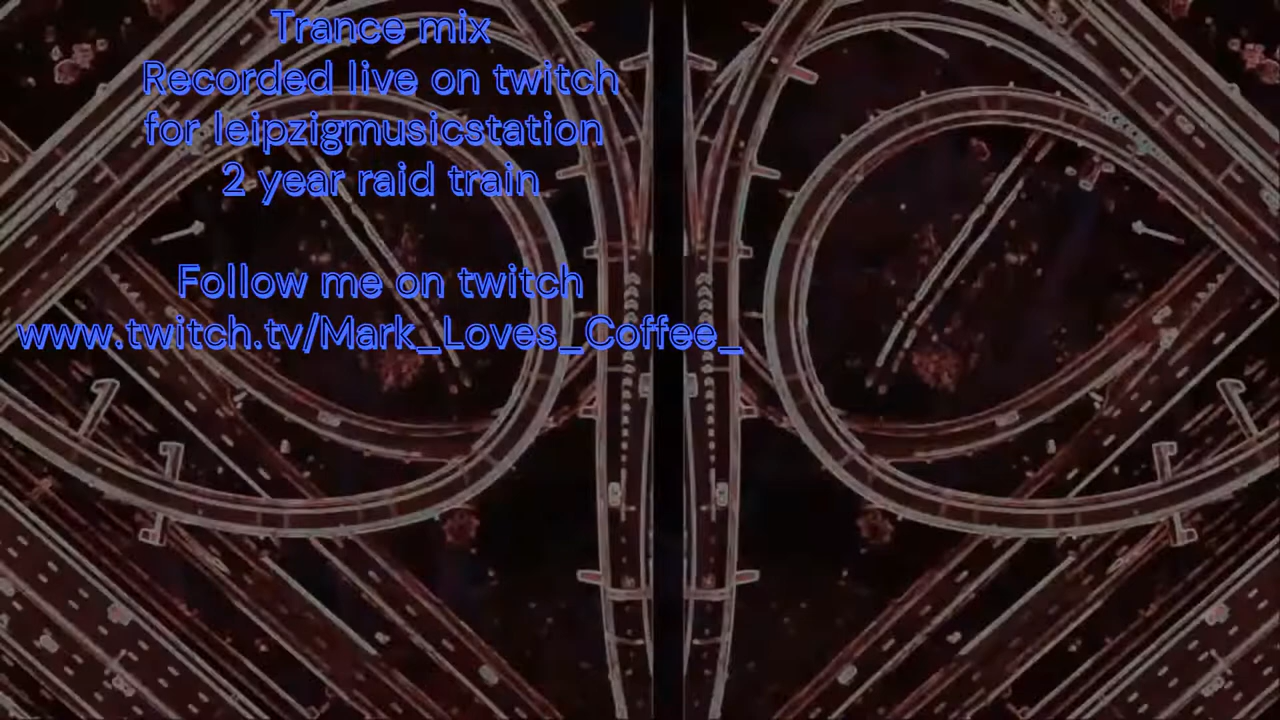 Trance mix
Recorded live on twitch
for leipzigmusicstation
2 year raid train
Follow me on twitch
www.twitch.tv/Mark_Loves_Coffee_